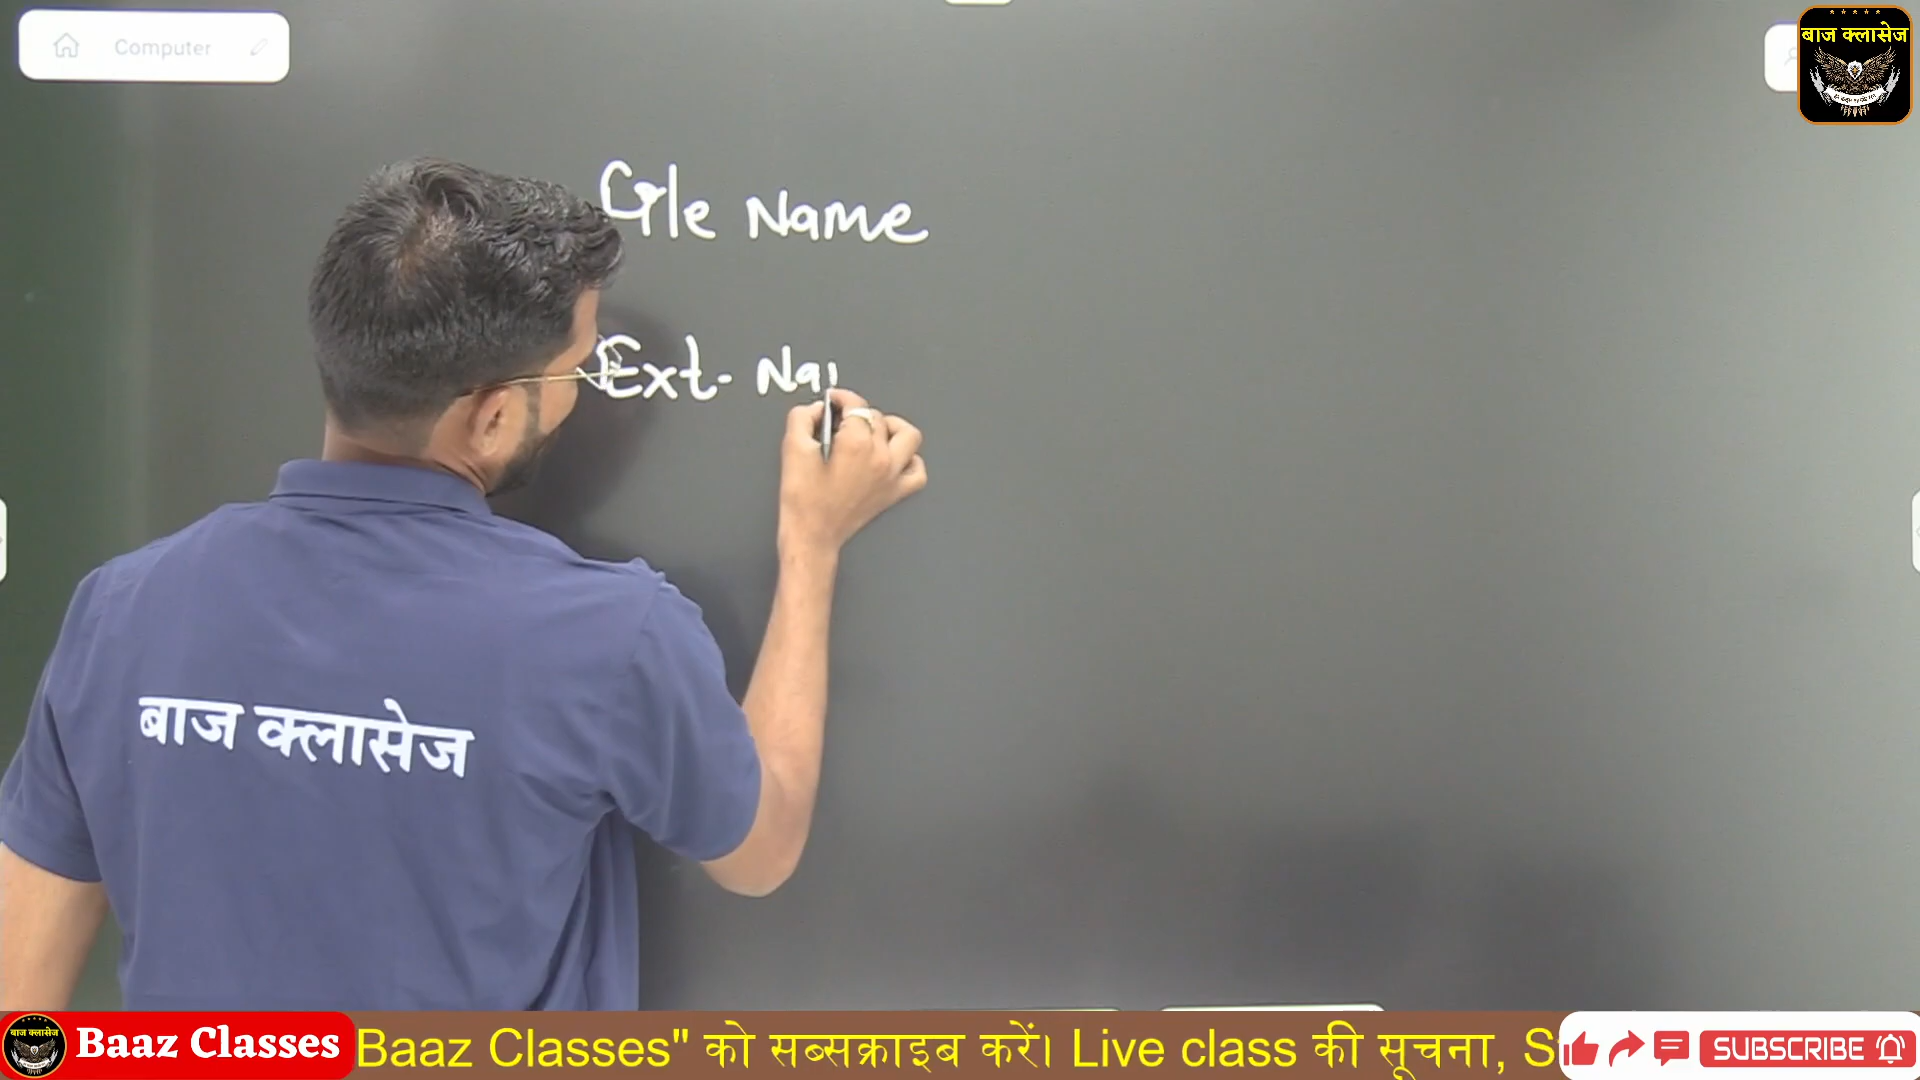 Computer
बाज क्लासेज
File Name
Ext- Na
बाज क्लासेज
बाज क्लासेज
Baaz Classes
Baaz Classes" को सब्सक्राइब करें। Live class की सूचना, S
SUBSCRIBE